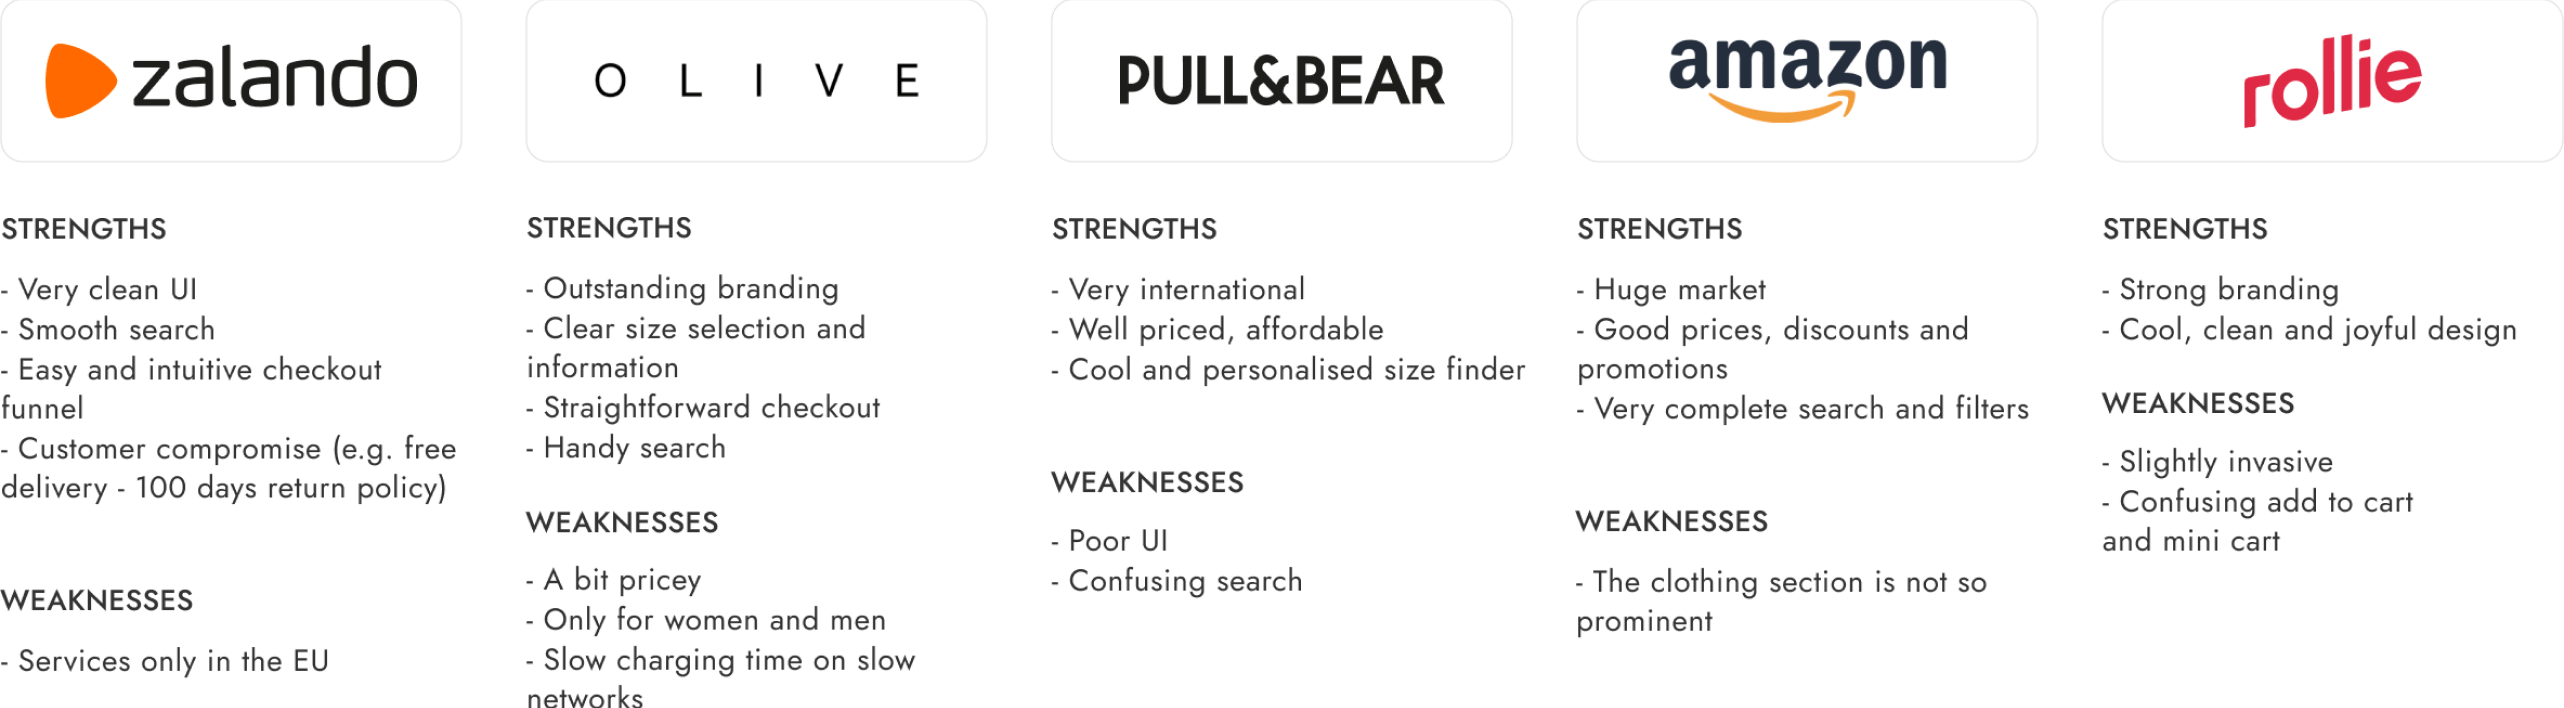 zalando
STRENGTHS
- Very clean UI
- Smooth search
- Easy and intuitive checkout
funnel
- Customer compromise (e.g. free
delivery - 100 days return policy)
WEAKNESSES
- Services only in the EU
OLIVE
STRENGTHS
- Outstanding branding
- Clear size selection and
information
- Straightforward checkout
- Handy search
WEAKNESSES
- A bit pricey
- Only for women and men
- Slow charging time on slow
networks
PULL&BEAR
STRENGTHS
- Very international
- Well priced, affordable
- Cool and personalised size finder
WEAKNESSES
- Poor UI
- Confusing search
amazon
STRENGTHS
- Huge market
- Good prices, discounts and
promotions
- Very complete search and filters
WEAKNESSES
- The clothing section is not so
prominent
rollie
STRENGTHS
- Strong branding
- Cool, clean and joyful design
WEAKNESSES
- Slightly invasive
- Confusing add to cart
and mini cart